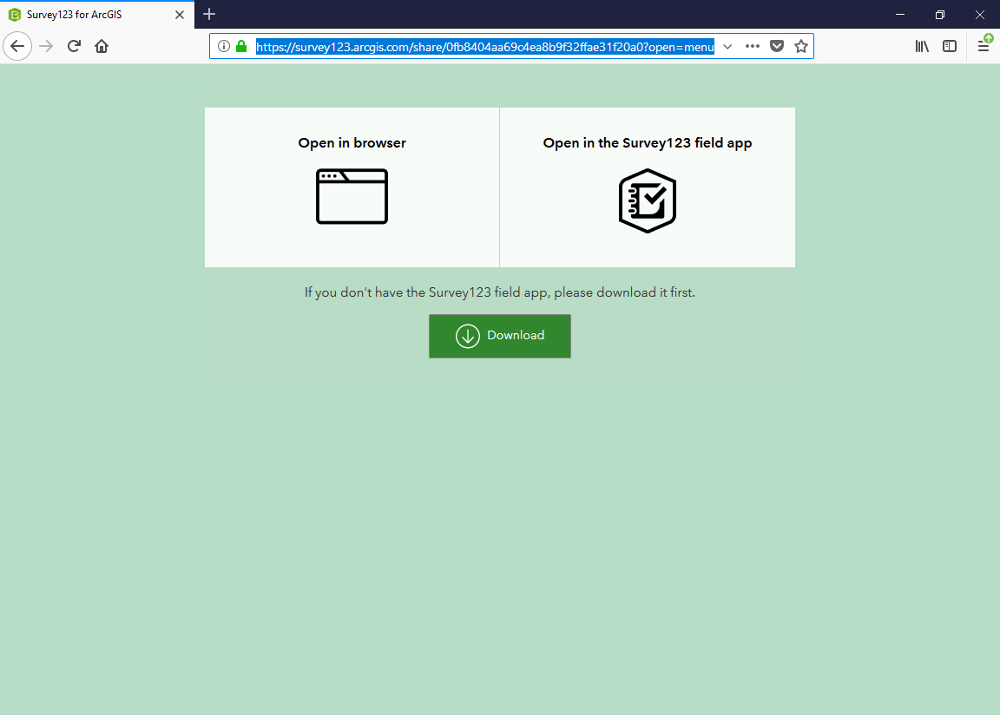 Survey123 for ArcGIS
https://survey123.arcgis.com/share/0fb8404aa69c4ea8b9f32ffae31f20a0?open=menu
Open in browser
Open in the Survey123 field app
If you don't have the Survey123 field app, please download it first.
Download